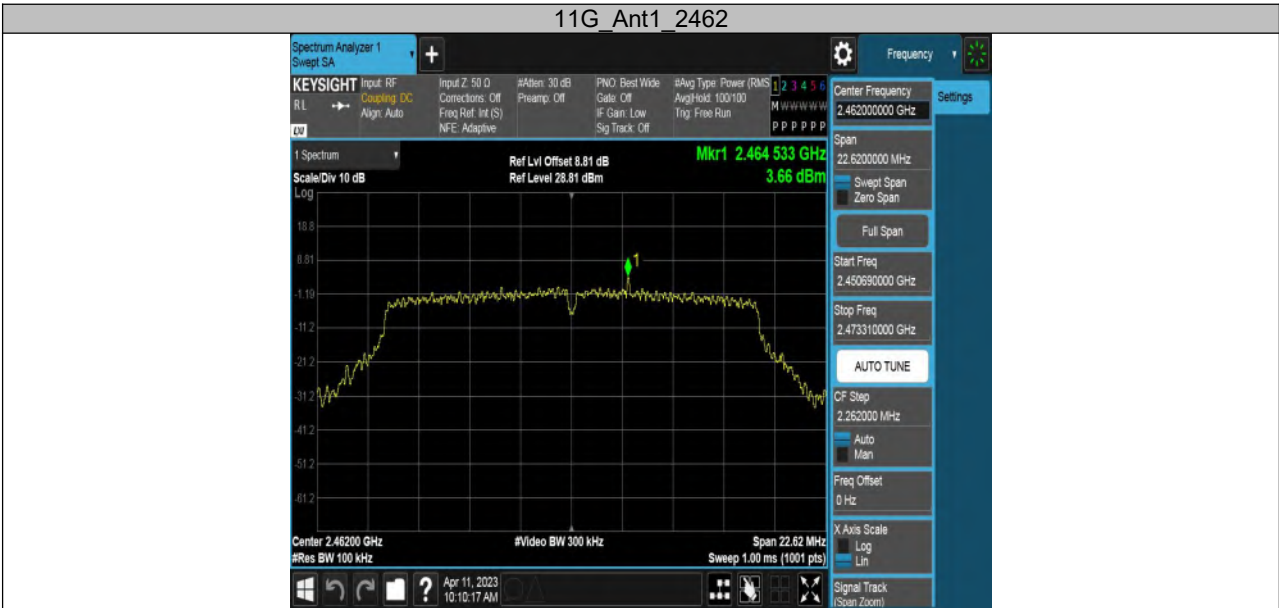 11G_Ant1_2462
Spectrum Analyzer 1
Swept SA
Frequency
KEYSIGHT
Input: RF
Coupling: DC
Align: Auto
RL
Input Z: 50 Ω
Corrections: Off
Freq Ref: Int (S)
NFE: Adaptive
#Atten: 30 dB
Preamp: Off
PNO: Best Wide
Gate: Off
IF Gain: Low
Sig Track: Off
#Avg Type: Power (RMS
Avg|Hold: 100/100
Trig: Free Run
1 2 3 4 5 6
M W W W W W
P P P P P P
Center Frequency
2.462000000 GHz
Settings
1 Spectrum
Scale/Div 10 dB
Log
Ref Lvl Offset 8.81 dB
Ref Level 28.81 dBm
Mkr1 2.464 533 GHz
3.66 dBm
Span
22.6200000 MHz
Swept Span
Zero Span
Full Span
Start Freq
2.450690000 GHz
Stop Freq
2.473310000 GHz
AUTO TUNE
CF Step
2.262000 MHz
Auto
Man
Freq Offset
0 Hz
X Axis Scale
Log
Lin
Signal Track
(Span Zoom)
18.8
8.81
-1.19
-11.2
-21.2
-31.2
-41.2
-51.2
-61.2
1
Center 2.46200 GHz
#Res BW 100 kHz
#Video BW 300 kHz
Span 22.62 MHz
Sweep 1.00 ms (1001 pts)
?
Apr 11, 2023
10:10:17 AM